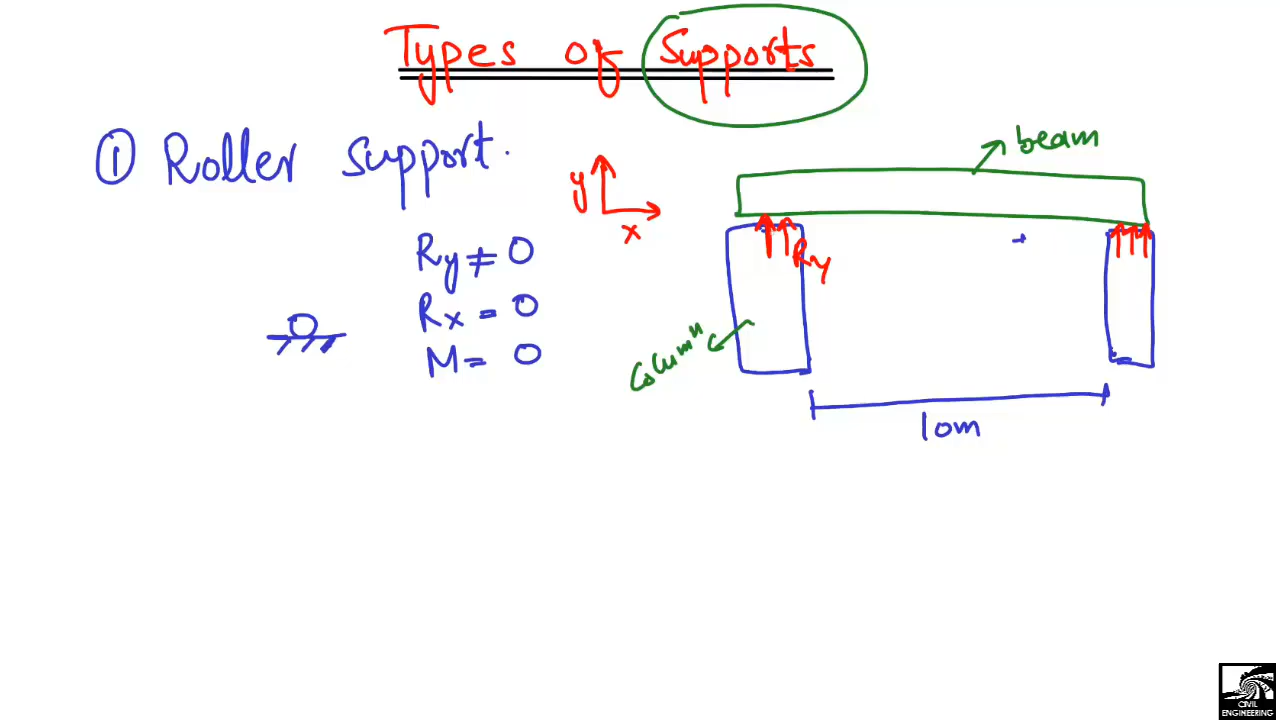 Types of Supports
① Roller support.
beam
y
x
Ry ≠ 0
Ry
Rx = 0
M = 0
Column
10m
CIVIL
ENGINEERING